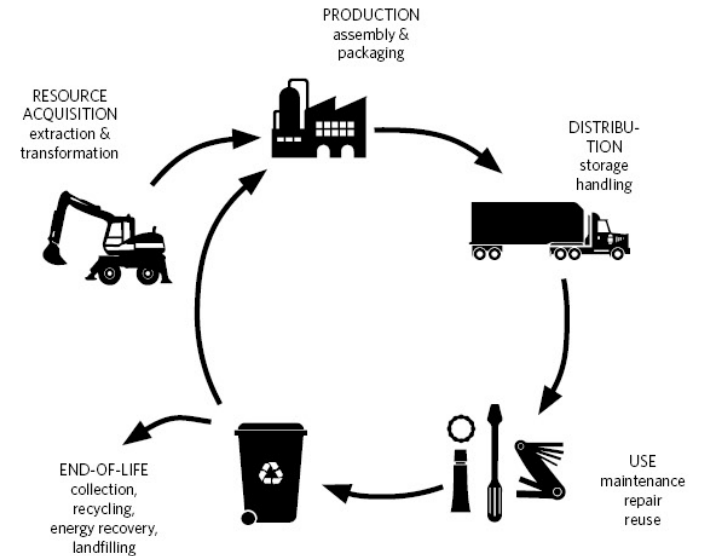 PRODUCTION
assembly &
packaging
RESOURCE
ACQUISITION
extraction &
transformation
DISTRIBU-
TION
storage
handling
END-OF-LIFE
collection,
recycling,
energy recovery,
landfilling
USE
maintenance
repair
reuse